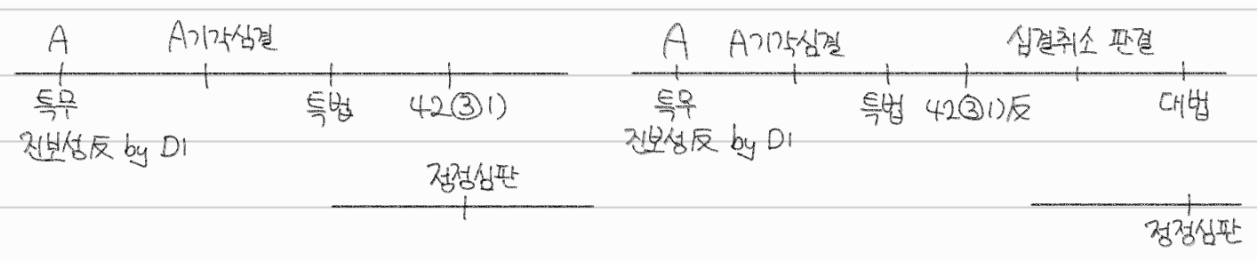 A A기각심결
특무 특법 42③1)
진보성反 by D1
정정심판
A A기각심결 심결취소 판결
특무 특법 42③1)反 대법
진보성反 by D1
정정심판